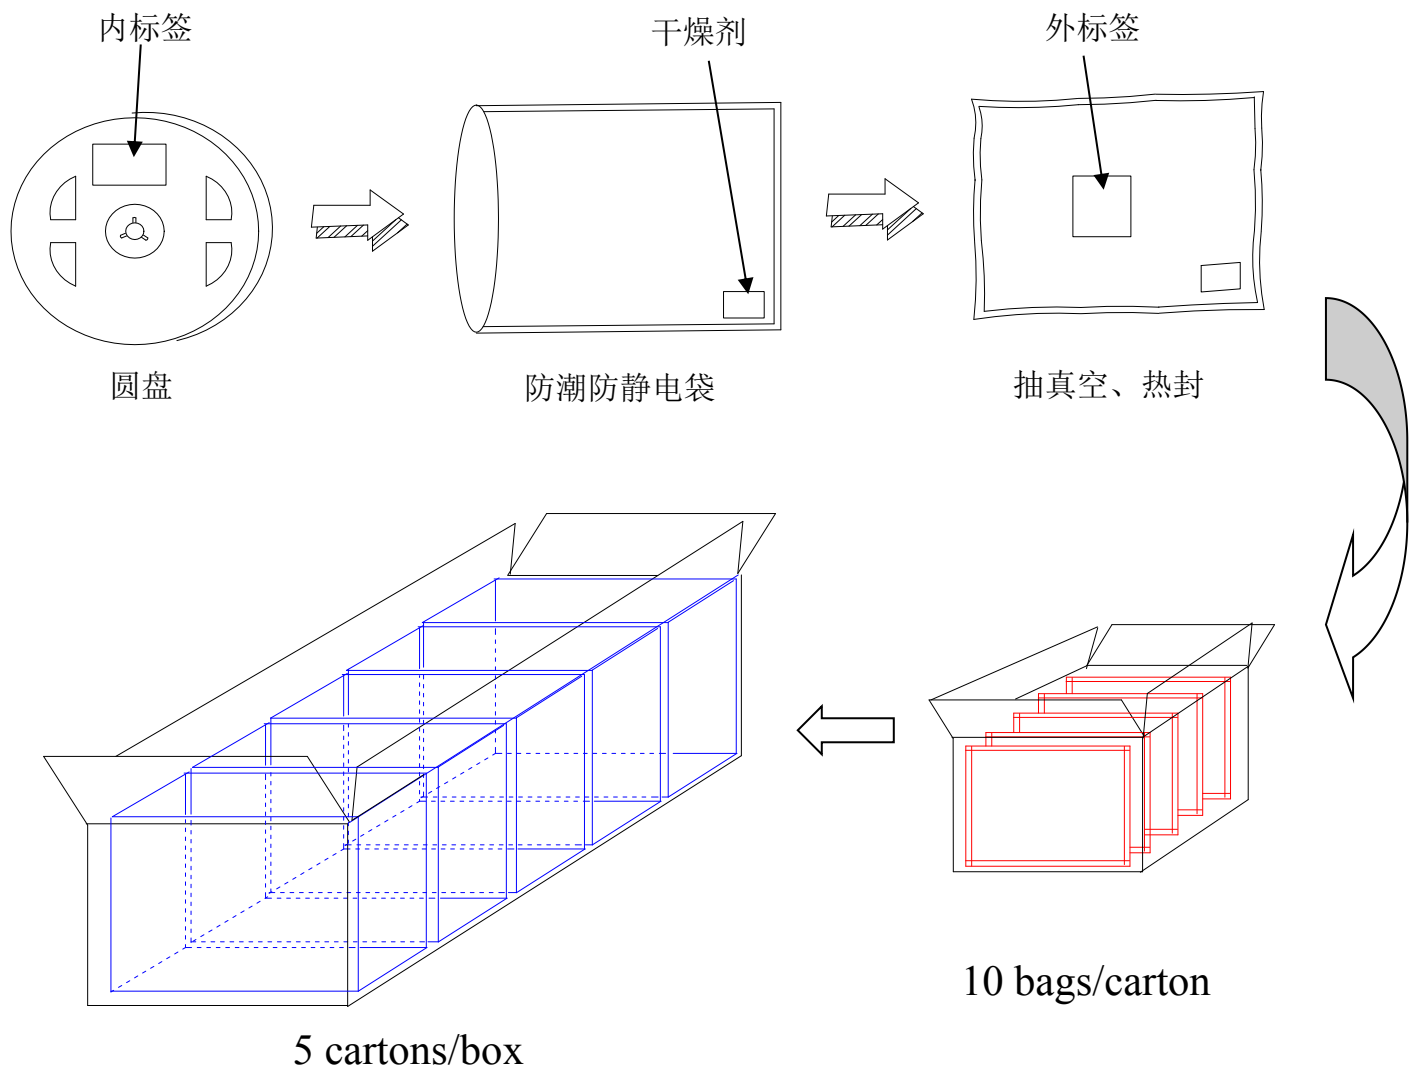 内标签
干燥剂
外标签
圆盘
防潮防静电袋
抽真空、热封
10 bags/carton
5 cartons/box